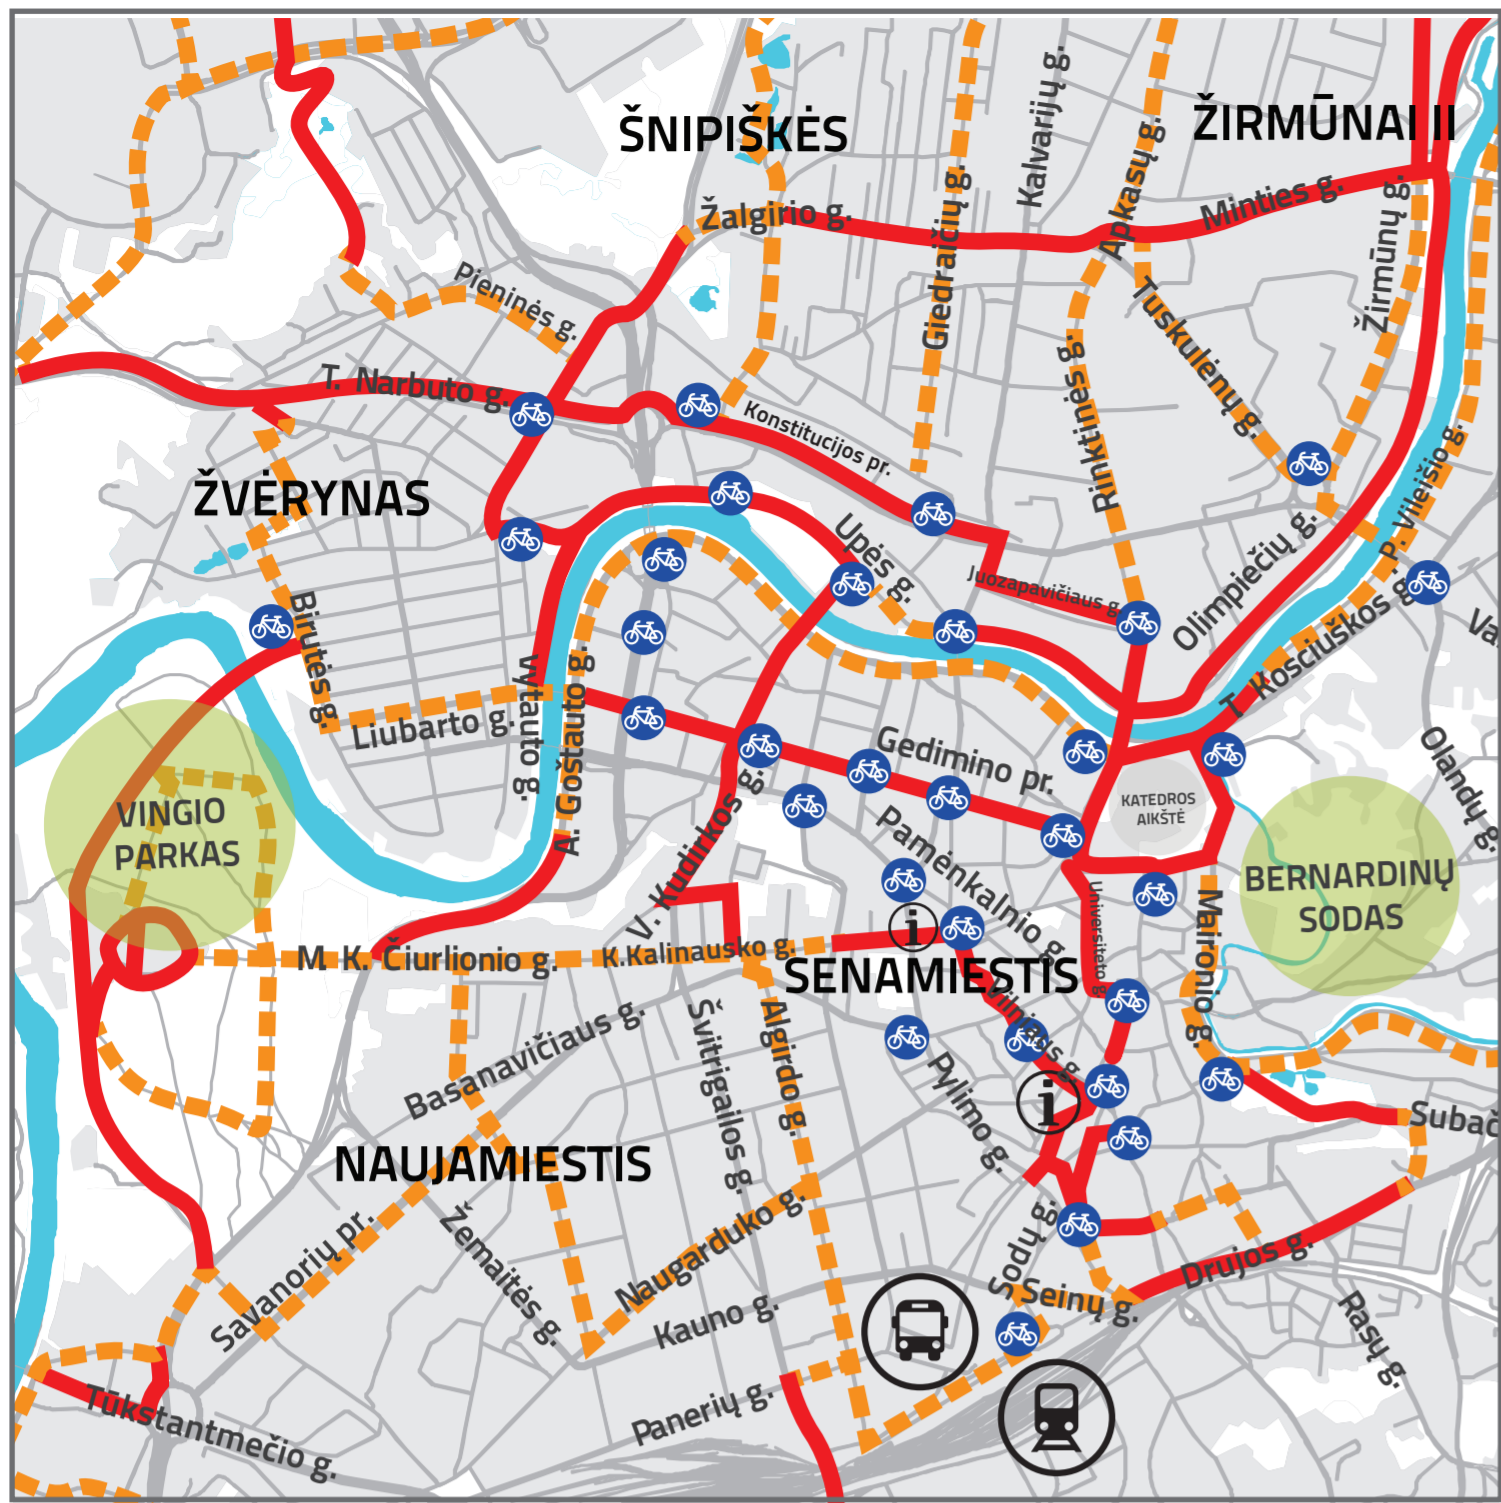 ŠNIPIŠKĖS
ŽIRMŪNAI II
Kalvarijų g.
Apkasų g.
Minties g.
Žalgirio g.
Giedraičių g.
Žirmūnų g.
Pieninės g.
Tuskulėnų g.
Rinktinės g.
T. Narbuto g.
Konstitucijos pr.
P. Vileišio g.
ŽVĖRYNAS
Upės g.
Olimpiečių g.
Juozapavičiaus g.
T. Kosciuškos g.
Va
Birutės g.
Vytauto g.
A. Goštauto g.
Liubarto g.
Gedimino pr.
Olandų g.
KATEDROS
AIKŠTĖ
VINGIO
PARKAS
V. Kudirkos g.
Pamėnkalnio g.
BERNARDINŲ
SODAS
Universiteto g.
Maironio g.
i
M. K. Čiurlionio g.
K.Kalinausko g.
SENAMIESTIS
Vilniaus g.
Basanavičiaus g.
Švitrigailos g.
Algirdo g.
Pylimo g.
i
Subač
NAUJAMIESTIS
Savanorių pr.
Žemaitės g.
Naugarduko g.
Sodų g.
Drujos g.
Seinų g.
Kauno g.
Rasų g.
Panerių g.
Tūkstantmečio g.